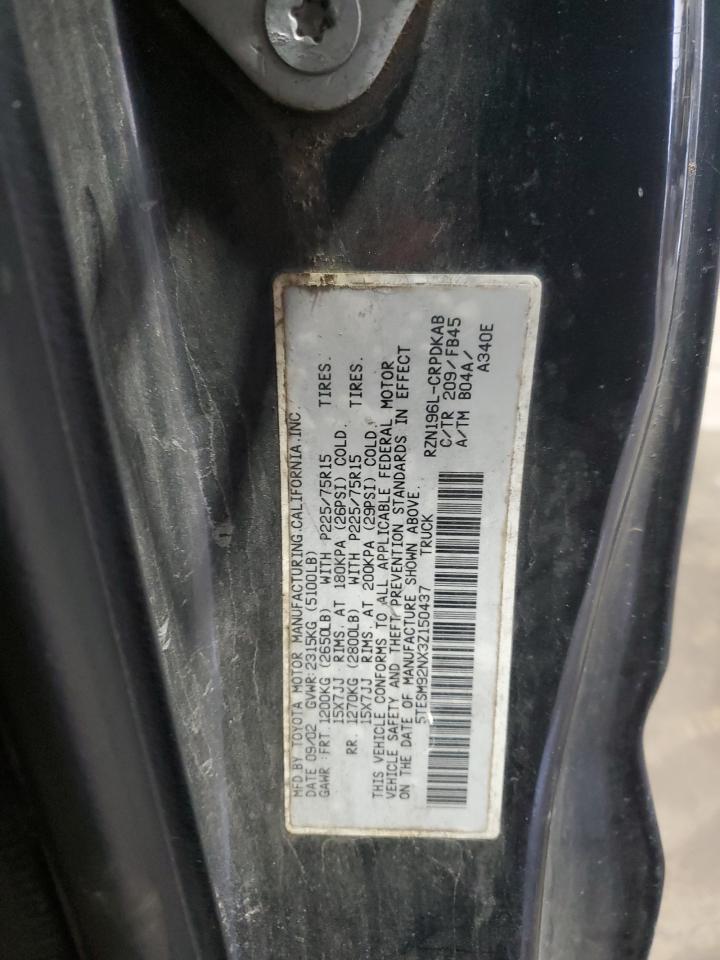 MFD.BY TOYOTA MOTOR MANUFACTURING.CALIFORNIA.INC.
DATE 09/02 GVWR:2315KG (5100LB)
GAWR :FRT.1200KG (2650LB) WITH P225/75R15 TIRES.
15X7JJ RIMS. AT 180KPA (26PSI) COLD.
RR. 1270KG (2800LB) WITH P225/75R15 TIRES.
15X7JJ RIMS. AT 200KPA (29PSI) COLD.
THIS VEHICLE CONFORMS TO ALL APPLICABLE FEDERAL MOTOR
VEHICLE SAFETY AND THEFT PREVENTION STANDARDS IN EFFECT
ON THE DATE OF MANUFACTURE SHOWN ABOVE.
5TESM92NX3Z150437 TRUCK
RZN196L-CRPDKAB
C/TR 209/FB45
A/TM B04A/
A340E